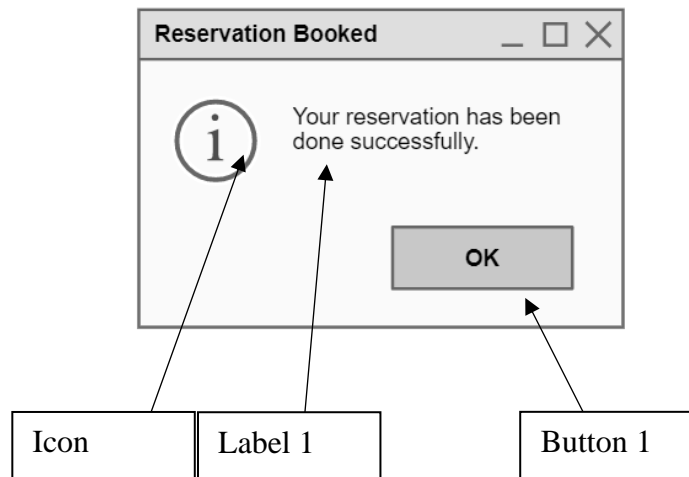 Reservation Booked
i
Your reservation has been
done successfully.
OK
Icon
Label 1
Button 1